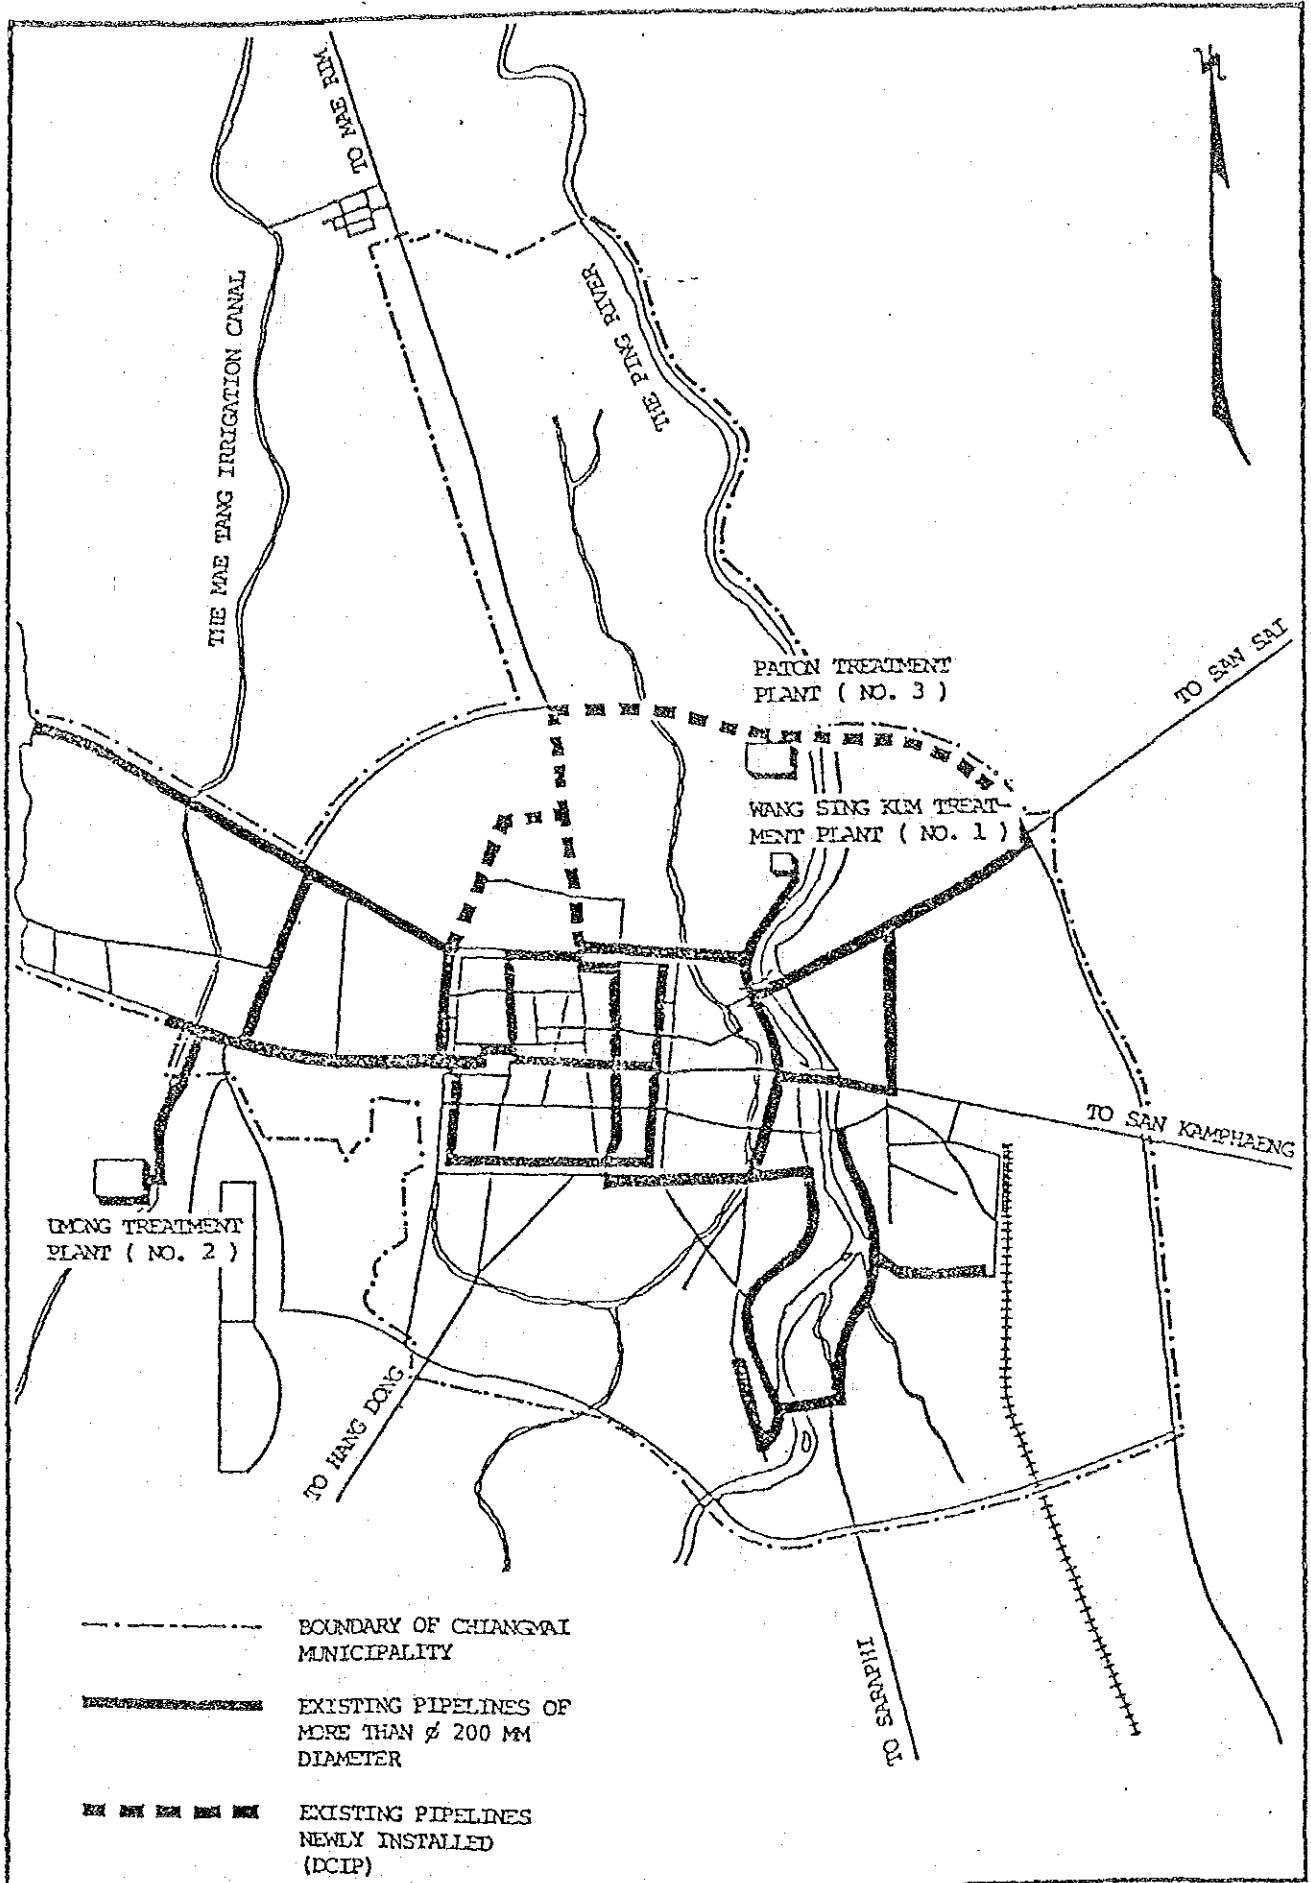 TO MAE RIM
THE MAE TANG IRRIGATION CANAL
THE PING RIVER
PATON TREATMENT
PLANT ( NO. 3 )
TO SAN SAI
WANG SING KUM TREAT-
MENT PLANT ( NO. 1 )
TO SAN KAMPHAENG
UMONG TREATMENT
PLANT ( NO. 2 )
TO HANG DONG
TO SARAPHI
BOUNDARY OF CHIANGMAI
MUNICIPALITY
EXISTING PIPELINES OF
MORE THAN ø 200 MM
DIAMETER
EXISTING PIPELINES
NEWLY INSTALLED
(DCIP)